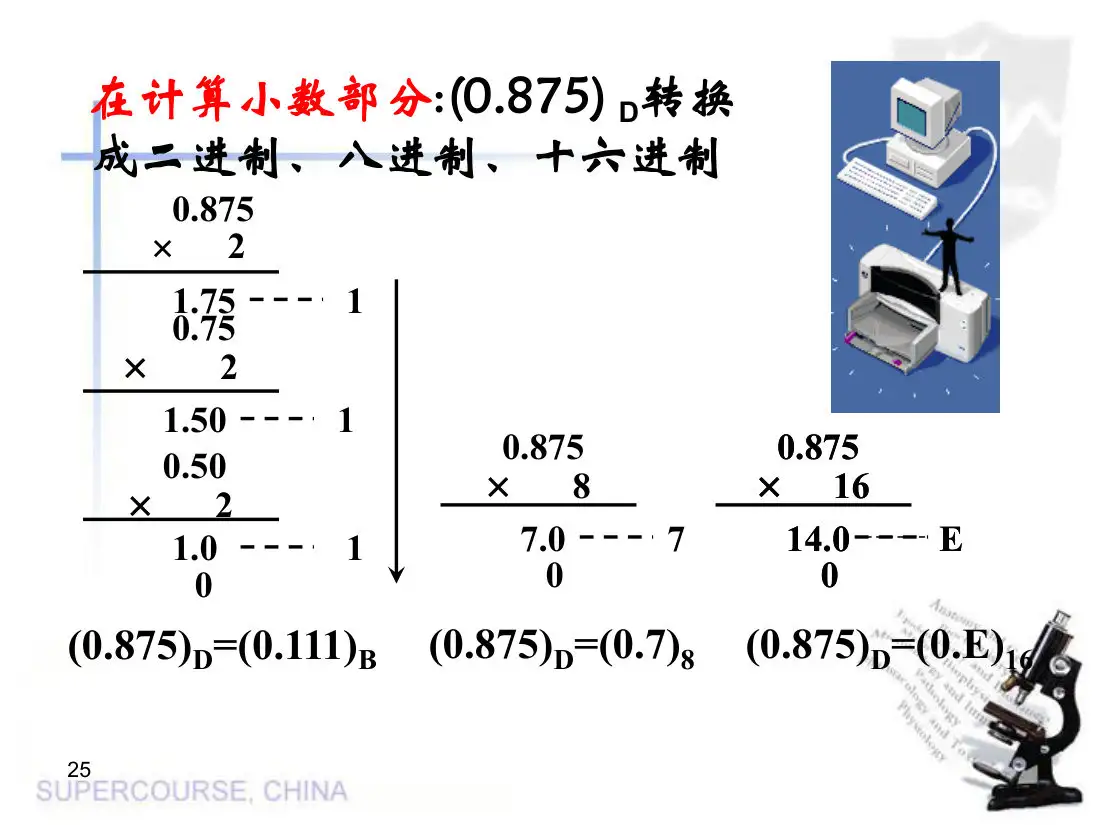 在计算小数部分:(0.875) D转换
成二进制、八进制、十六进制
0.875
× 2
1.75 ---- 1
0.75
× 2
1.50 ---- 1
0.50
× 2
1.0 ---- 1
0
(0.875)D=(0.111)B
0.875
× 8
7.0 ---- 7
0
(0.875)D=(0.7)8
0.875
× 16
14.0 ---- E
0
(0.875)D=(0.E)16
25
SUPERCOURSE, CHINA